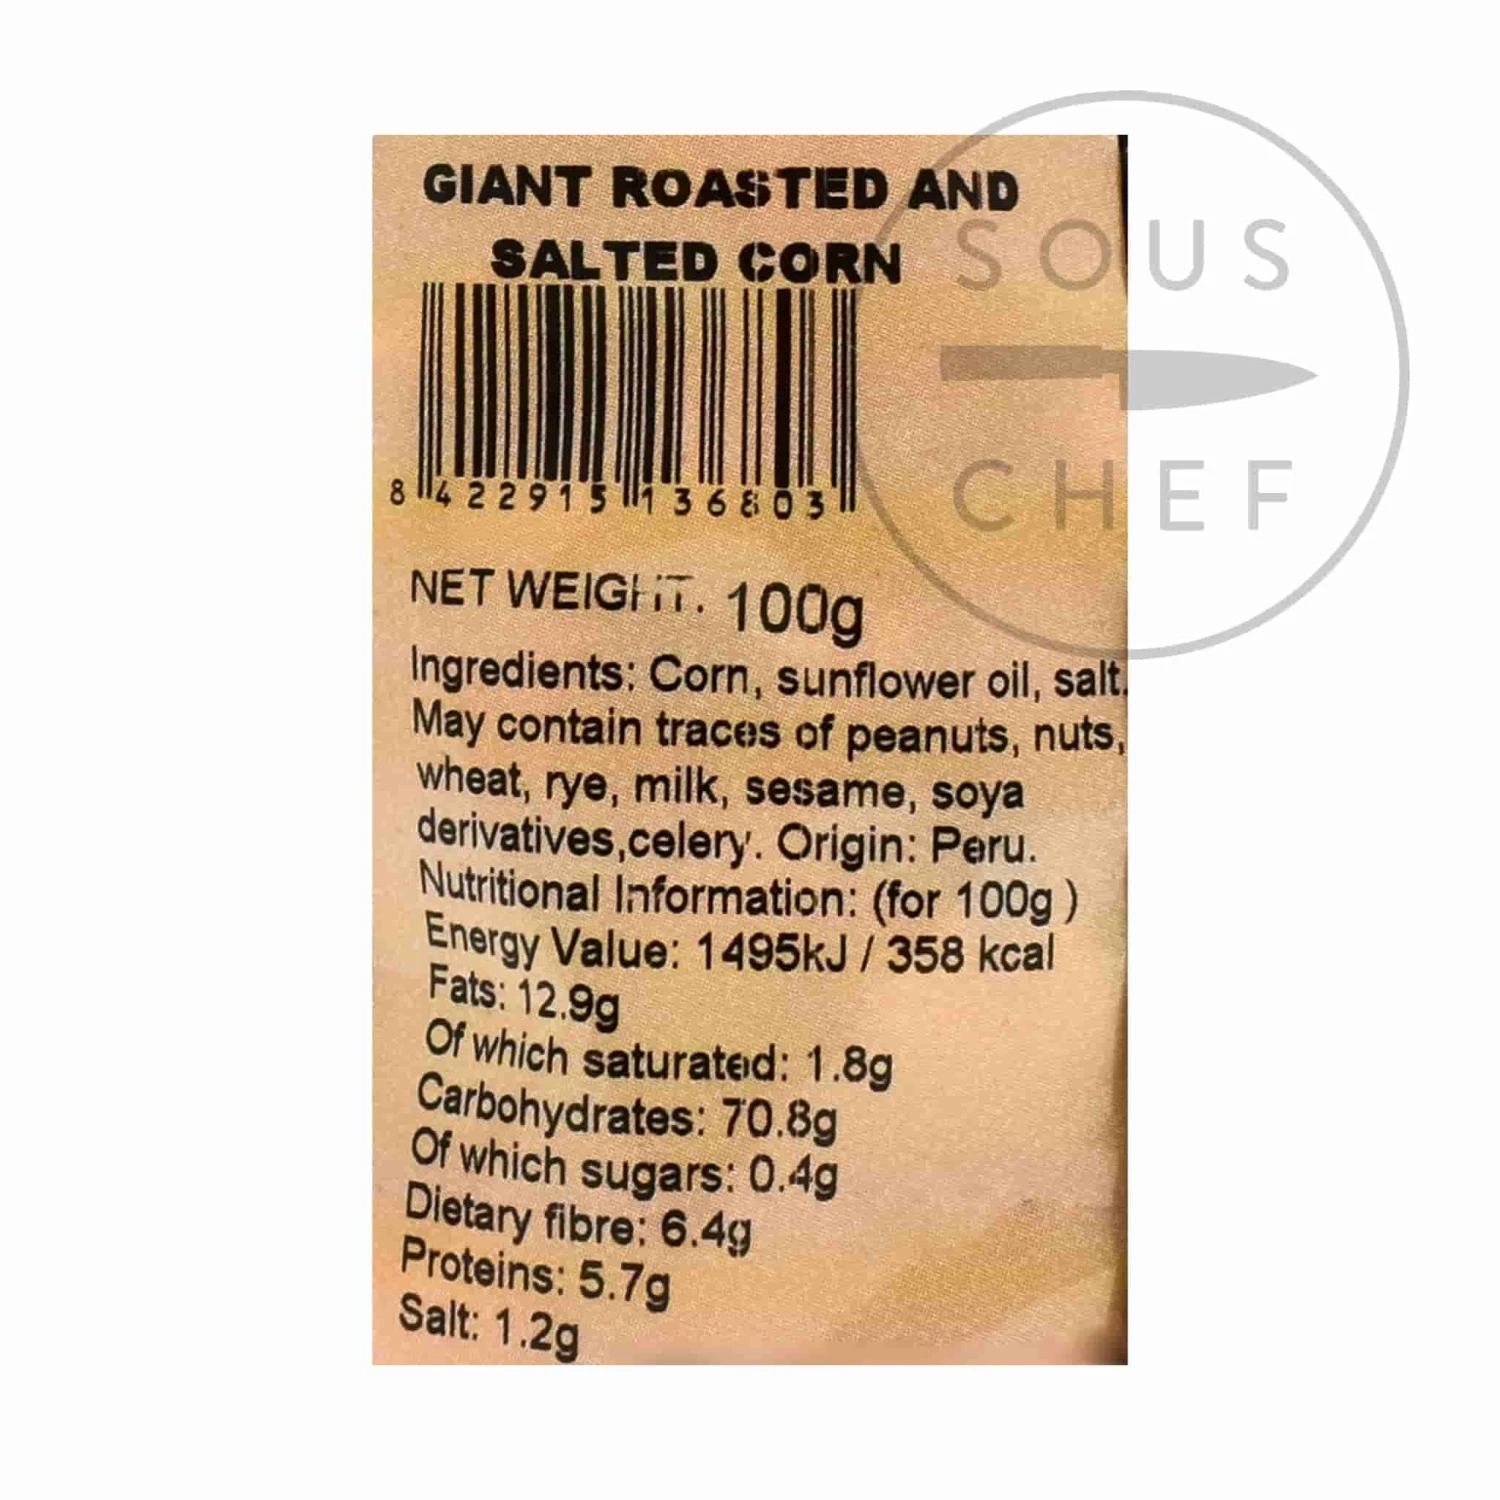 GIANT ROASTED AND
SALTED CORN
8 422915 136803
NET WEIGHT. 100g
Ingredients: Corn, sunflower oil, salt.
May contain traces of peanuts, nuts,
wheat, rye, milk, sesame, soya
derivatives,celery. Origin: Peru.
Nutritional Information: (for 100g )
Energy Value: 1495kJ / 358 kcal
Fats: 12.9g
Of which saturated: 1.8g
Carbohydrates: 70.8g
Of which sugars: 0.4g
Dietary fibre: 6.4g
Proteins: 5.7g
Salt: 1.2g
SOUS
CHEF